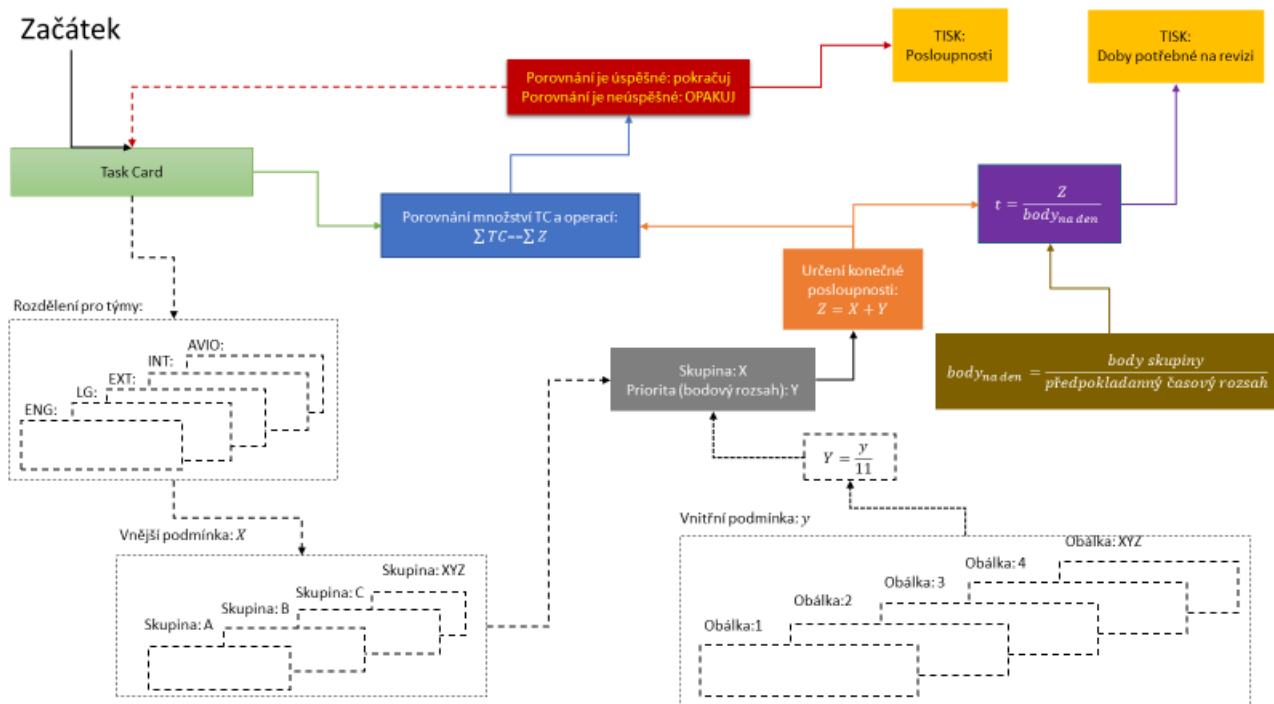 Začátek
TISK:
Posloupnosti
TISK:
Doby potřebné na revizi
Porovnání je úspěšné: pokračuj
Porovnání je neúspěšné: OPAKUJ
Task Card
Porovnání množství TC a operací:
∑ TC−−∑ Z
t = Z / body_na den
Určení konečné
posloupnosti:
Z = X + Y
Rozdělení pro týmy:
AVIO:
INT:
EXT:
LG:
ENG:
Skupina: X
Priorita (bodový rozsah): Y
body_na den = body skupiny / předpokladanný časový rozsah
Y = y / 11
Vnější podmínka: X
Vnitřní podmínka: y
Skupina: XYZ
Skupina: C
Skupina: B
Skupina: A
Obálka: XYZ
Obálka: 4
Obálka: 3
Obálka:2
Obálka:1